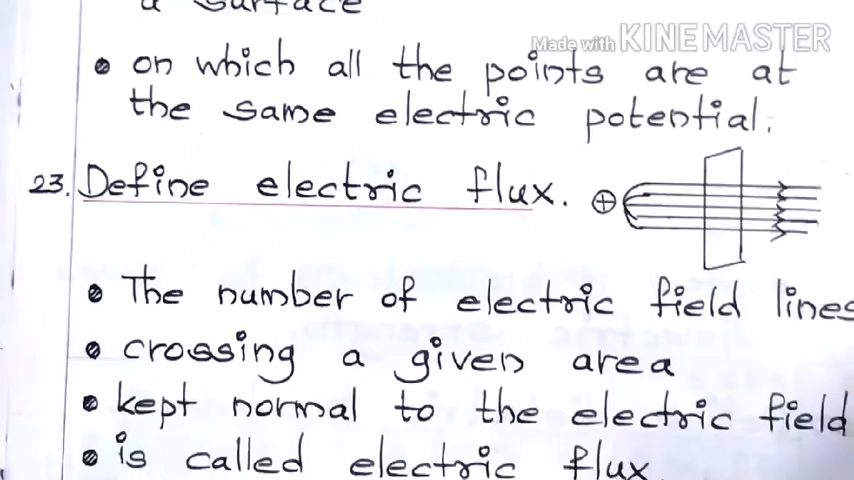 a surface
Made with KINEMASTER
• on which all the points are at
the same electric potential.
23. Define electric flux.
• The number of electric field lines
• crossing a given area
• kept normal to the electric field
• is called electric flux.